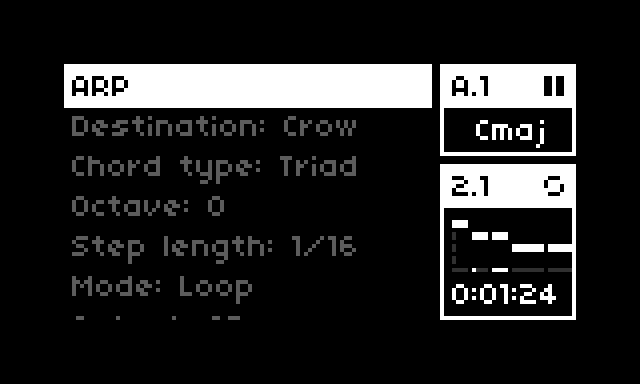 ARP
Destination: Crow
Chord type: Triad
Octave: 0
Step length: 1/16
Mode: Loop
A.1
Cmaj
2.1
0:01:24